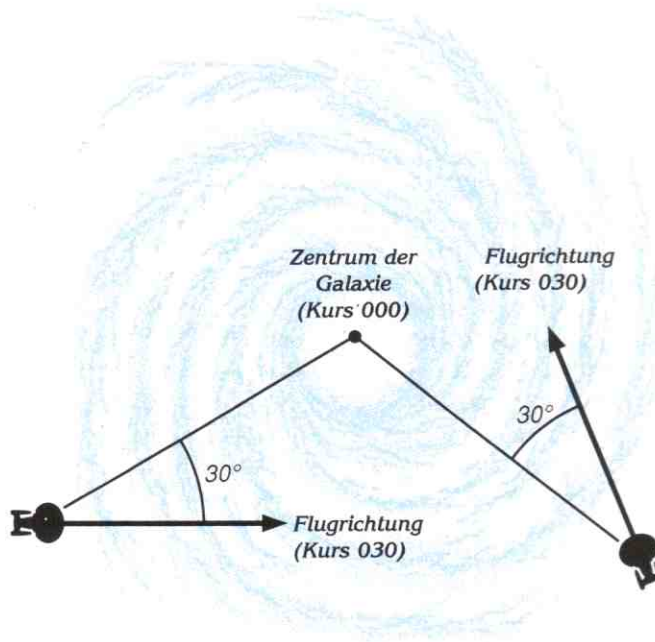 Zentrum der
Galaxie
(Kurs 000)
Flugrichtung
(Kurs 030)
30°
30°
Flugrichtung
(Kurs 030)